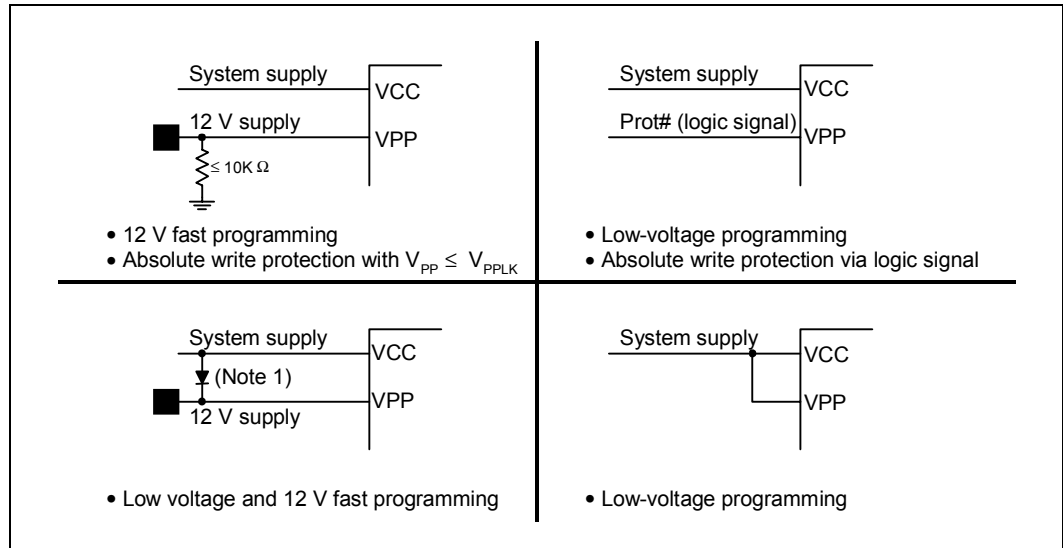 System supply
VCC
12 V supply
VPP
≤ 10K Ω
• 12 V fast programming
• Absolute write protection with VPP ≤ VPPLK
System supply
VCC
Prot# (logic signal)
VPP
• Low-voltage programming
• Absolute write protection via logic signal
System supply
VCC
(Note 1)
VPP
12 V supply
• Low voltage and 12 V fast programming
System supply
VCC
VPP
• Low-voltage programming